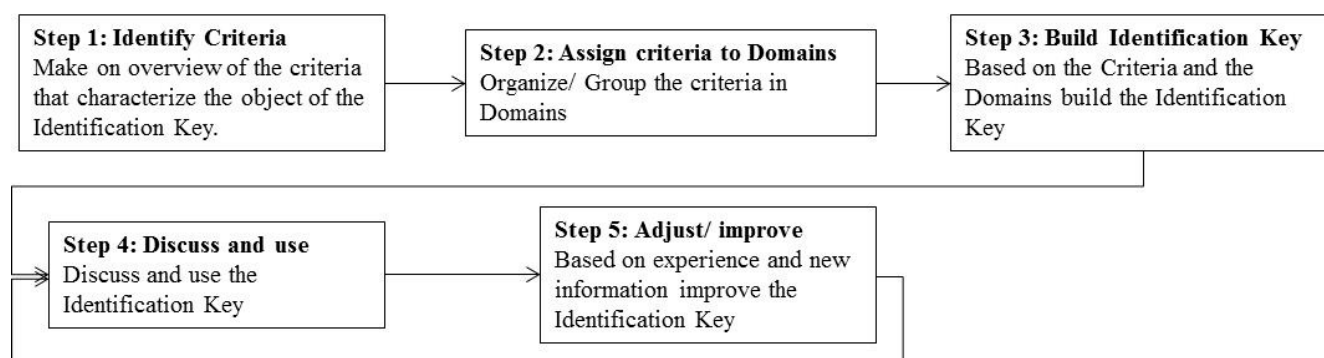 Step 1: Identify Criteria
Make on overview of the criteria
that characterize the object of the
Identification Key.
Step 2: Assign criteria to Domains
Organize/ Group the criteria in
Domains
Step 3: Build Identification Key
Based on the Criteria and the
Domains build the Identification
Key
Step 4: Discuss and use
Discuss and use the
Identification Key
Step 5: Adjust/ improve
Based on experience and new
information improve the
Identification Key